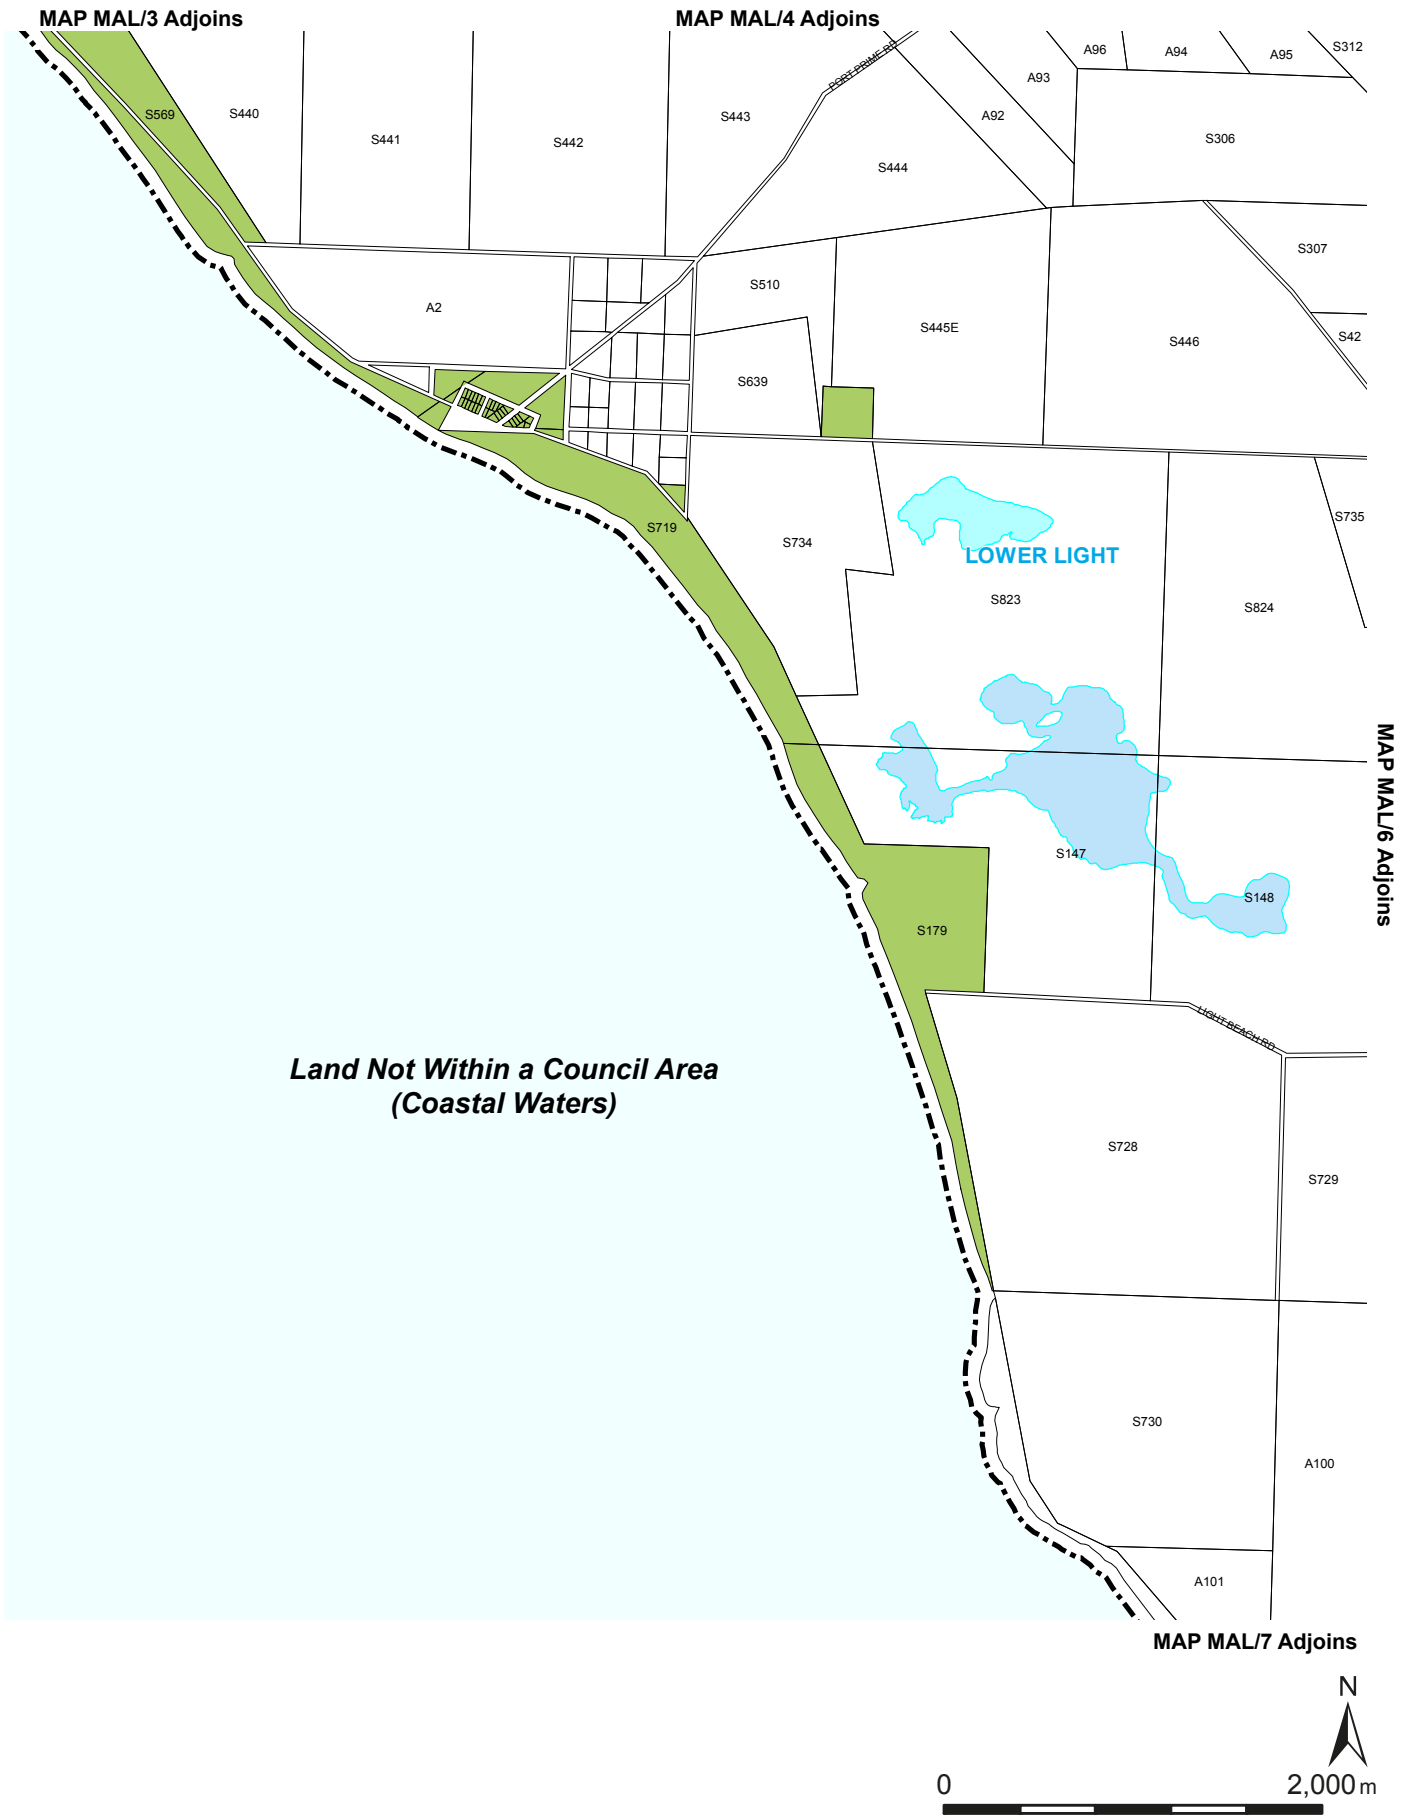 MAP MAL/3 Adjoins
MAP MAL/4 Adjoins
PORT PRIME RD
A96
A94
A95
S312
A93
S569
S440
S441
S442
S443
A92
S306
S444
S307
A2
S510
S445E
S446
S42
S639
S719
S734
S735
LOWER LIGHT
S823
S824
MAP MAL/6 Adjoins
S147
S148
S179
LIGHT BEACH RD
Land Not Within a Council Area
(Coastal Waters)
S728
S729
S730
A100
A101
MAP MAL/7 Adjoins
N
0
2,000 m